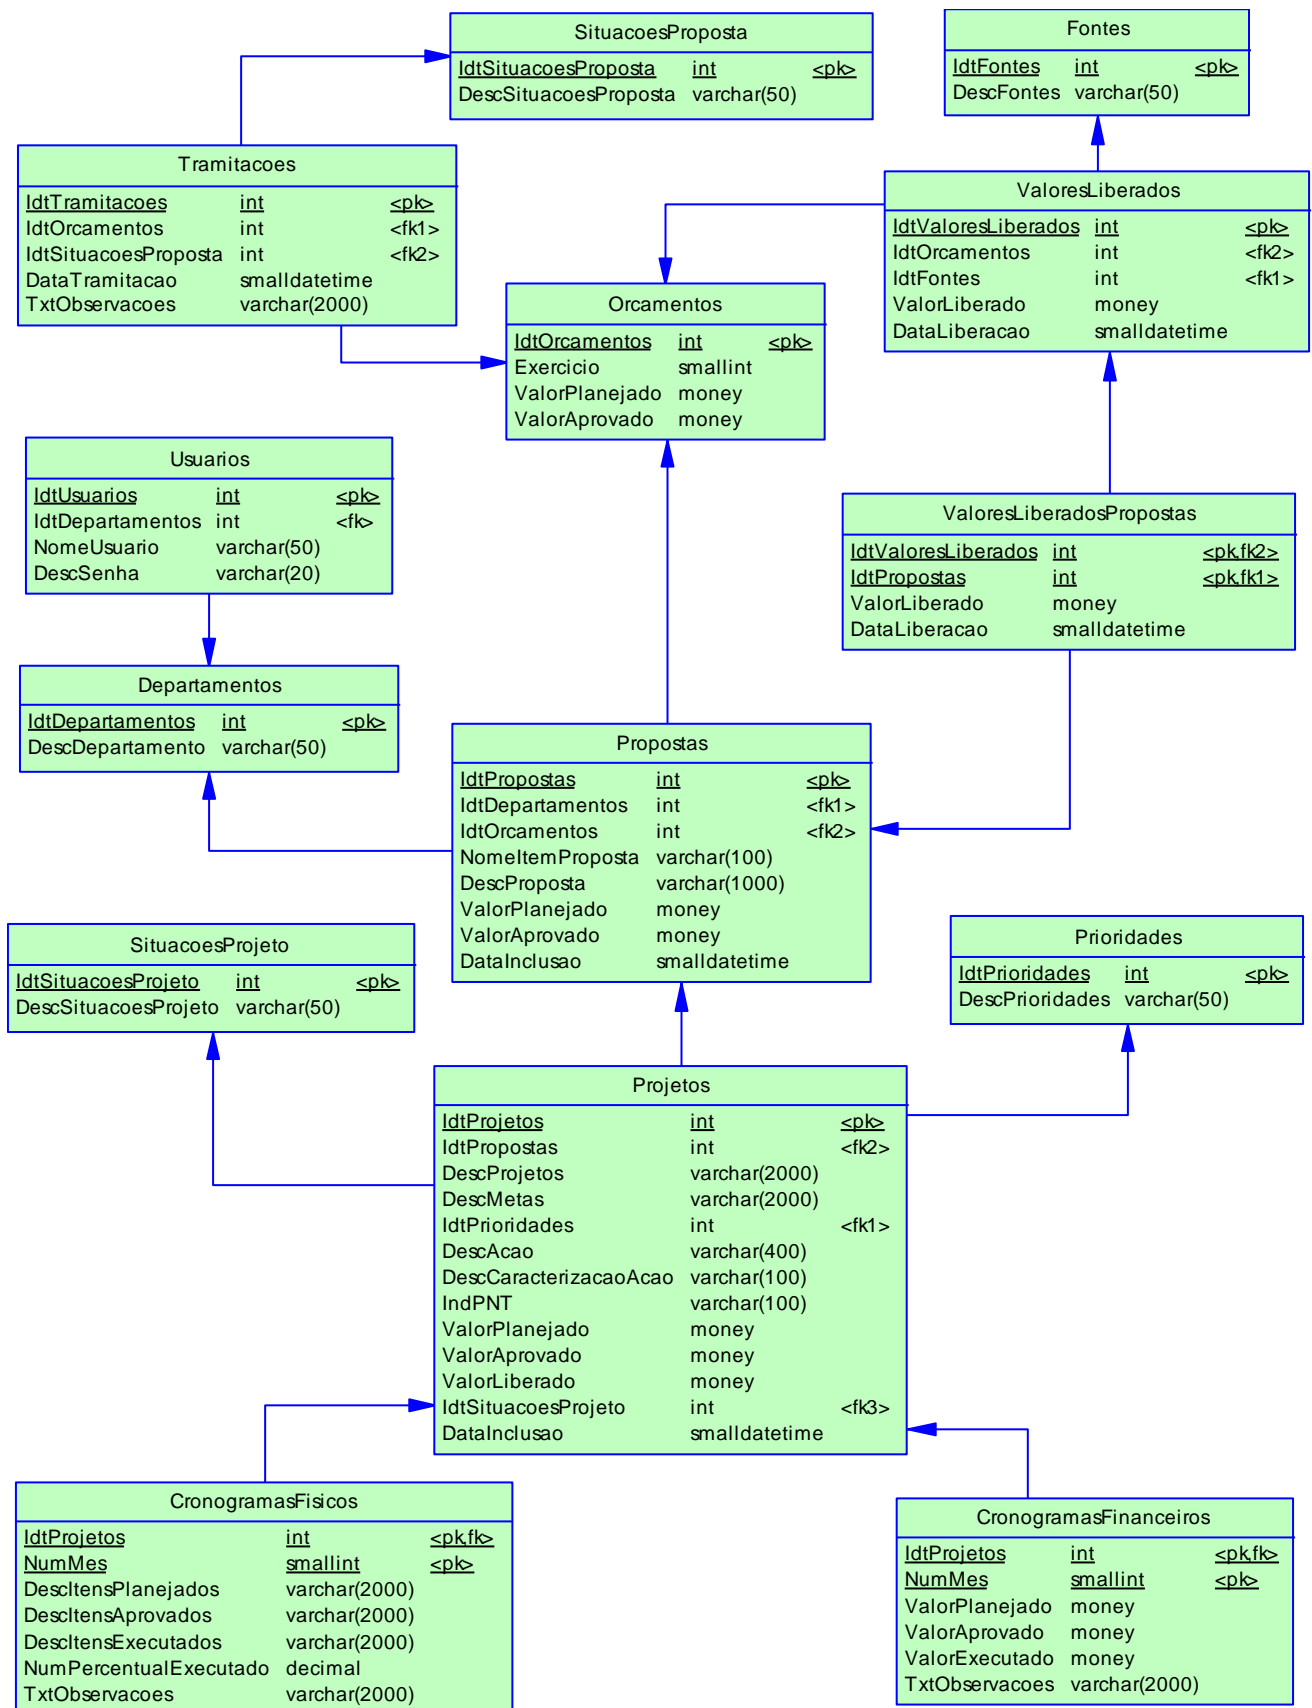 SituacoesProposta
IdtSituacoesProposta int <pk>
DescSituacoesProposta varchar(50)
Fontes
IdtFontes int <pk>
DescFontes varchar(50)
Tramitacoes
IdtTramitacoes int <pk>
IdtOrcamentos int <fk1>
IdtSituacoesProposta int <fk2>
DataTramitacao smalldatetime
TxtObservacoes varchar(2000)
ValoresLiberados
IdtValoresLiberados int <pk>
IdtOrcamentos int <fk2>
IdtFontes int <fk1>
ValorLiberado money
DataLiberacao smalldatetime
Orcamentos
IdtOrcamentos int <pk>
Exercicio smallint
ValorPlanejado money
ValorAprovado money
Usuarios
IdtUsuarios int <pk>
IdtDepartamentos int <fk>
NomeUsuario varchar(50)
DescSenha varchar(20)
ValoresLiberadosPropostas
IdtValoresLiberados int <pk,fk2>
IdtPropostas int <pk,fk1>
ValorLiberado money
DataLiberacao smalldatetime
Departamentos
IdtDepartamentos int <pk>
DescDepartamento varchar(50)
Propostas
IdtPropostas int <pk>
IdtDepartamentos int <fk1>
IdtOrcamentos int <fk2>
NomeItemProposta varchar(100)
DescProposta varchar(1000)
ValorPlanejado money
ValorAprovado money
DataInclusao smalldatetime
SituacoesProjeto
IdtSituacoesProjeto int <pk>
DescSituacoesProjeto varchar(50)
Prioridades
IdtPrioridades int <pk>
DescPrioridades varchar(50)
Projetos
IdtProjetos int <pk>
IdtPropostas int <fk2>
DescProjetos varchar(2000)
DescMetas varchar(2000)
IdtPrioridades int <fk1>
DescAcao varchar(400)
DescCaracterizacaoAcao varchar(100)
IndPNT varchar(100)
ValorPlanejado money
ValorAprovado money
ValorLiberado money
IdtSituacoesProjeto int <fk3>
DataInclusao smalldatetime
CronogramasFisicos
IdtProjetos int <pk,fk>
NumMes smallint <pk>
DescItensPlanejados varchar(2000)
DescItensAprovados varchar(2000)
DescItensExecutados varchar(2000)
NumPercentualExecutado decimal
TxtObservacoes varchar(2000)
CronogramasFinanceiros
IdtProjetos int <pk,fk>
NumMes smallint <pk>
ValorPlanejado money
ValorAprovado money
ValorExecutado money
TxtObservacoes varchar(2000)